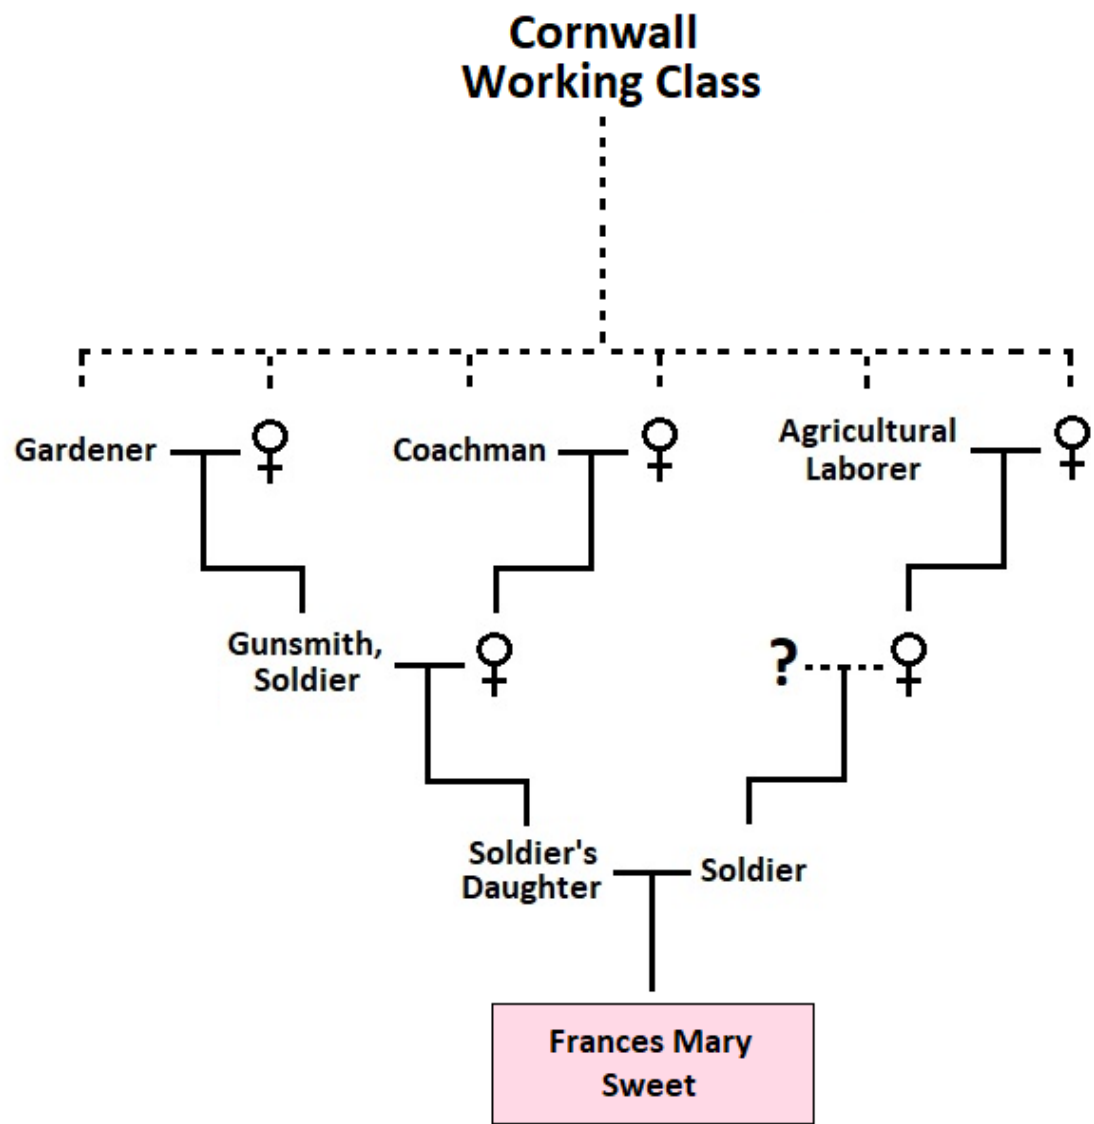 Cornwall
Working Class
Gardener
Coachman
Agricultural
Laborer
Gunsmith,
Soldier
?
Soldier's
Daughter
Soldier
Frances Mary
Sweet